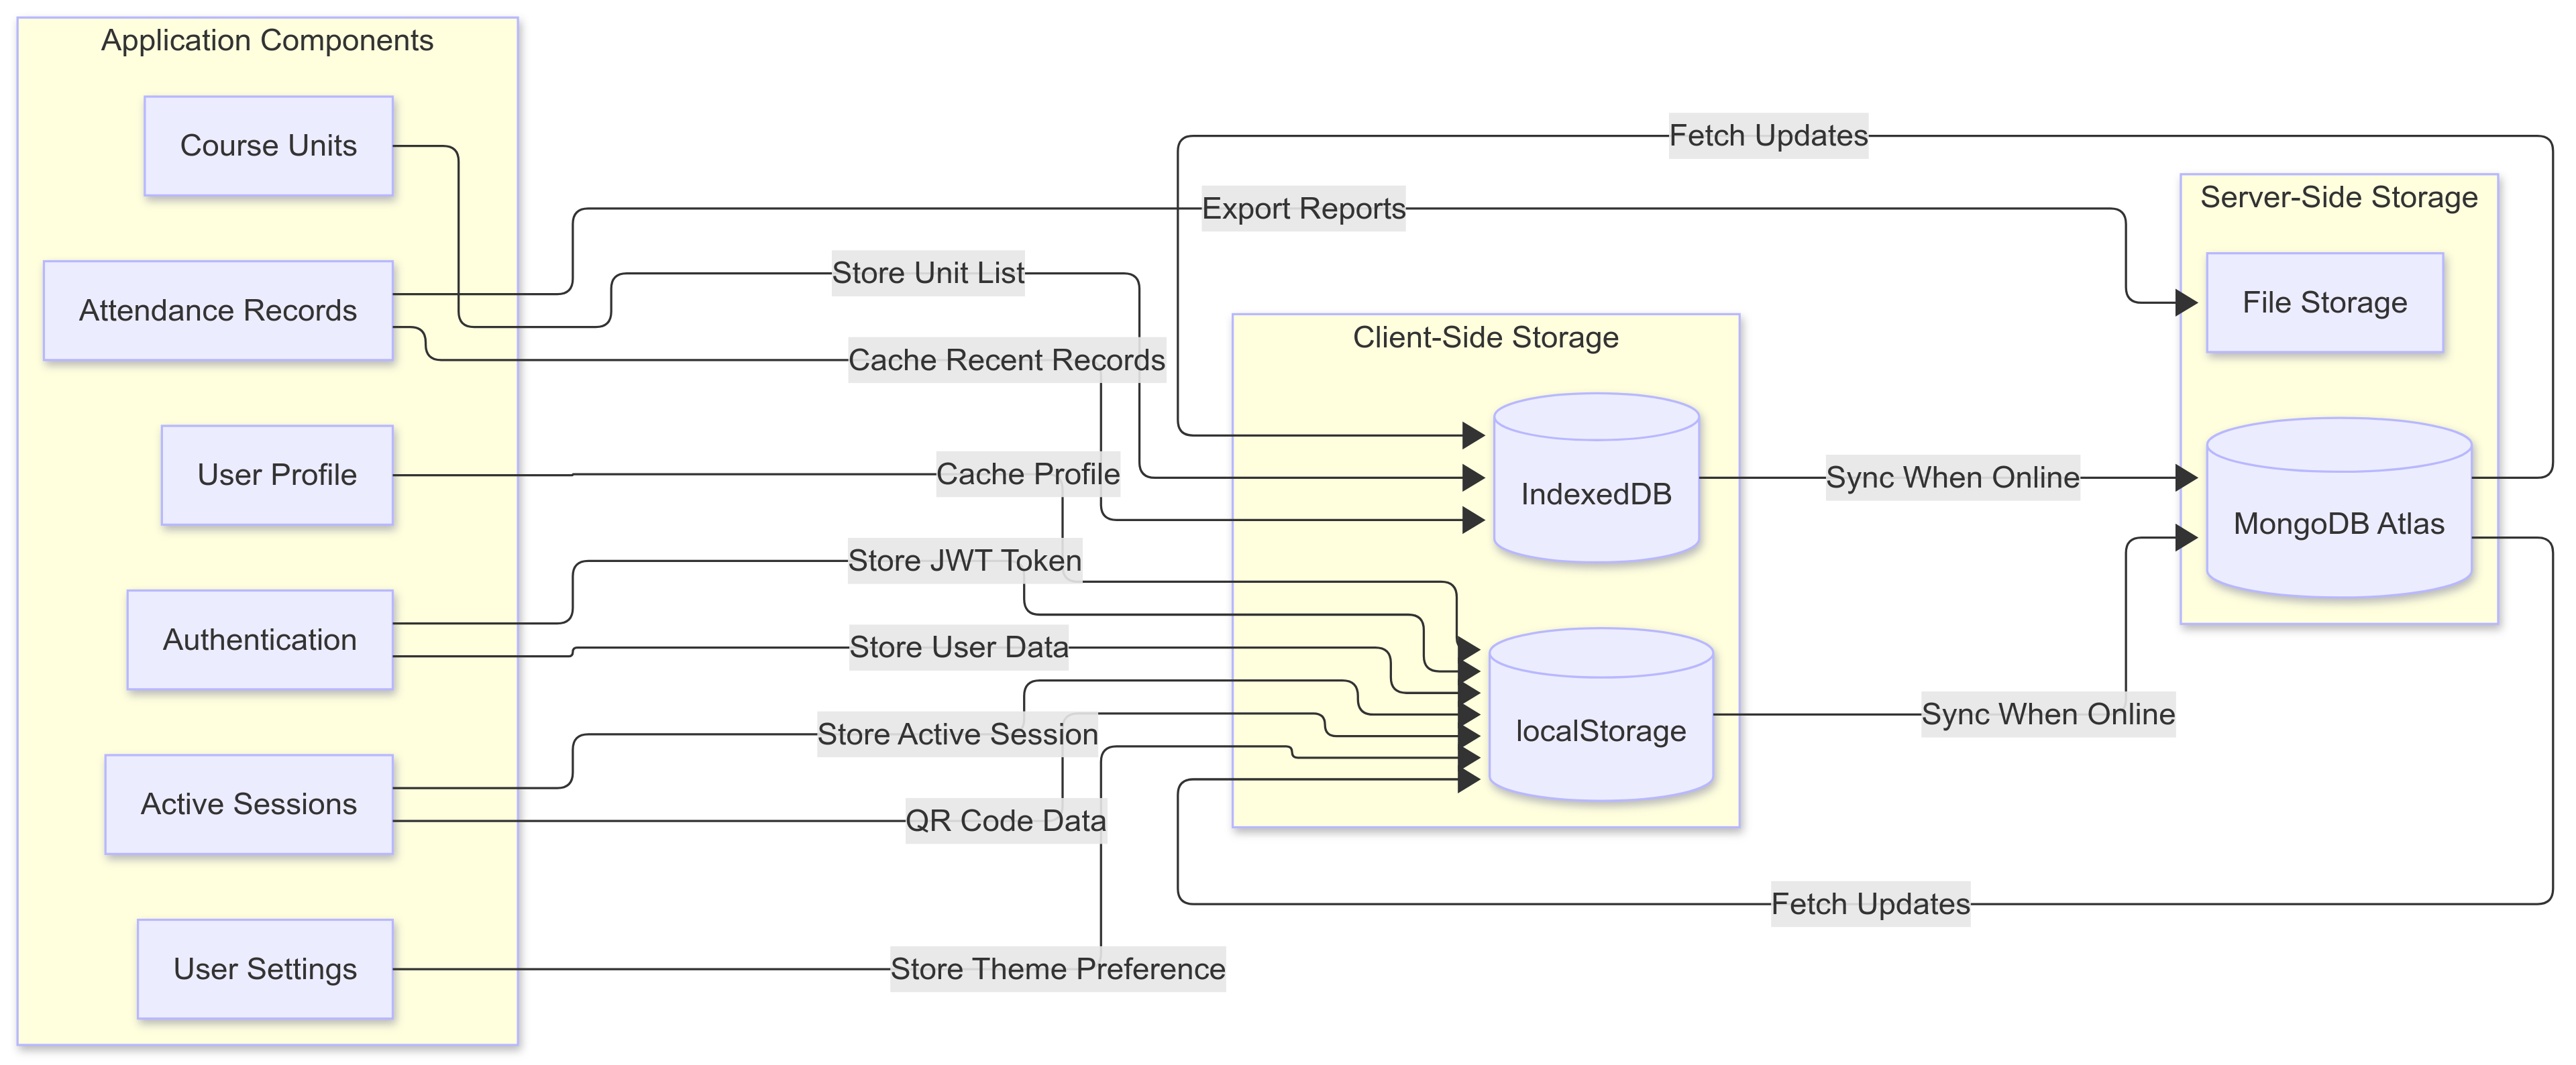 Application Components
Course Units
Attendance Records
User Profile
Authentication
Active Sessions
User Settings
Fetch Updates
Export Reports
Store Unit List
Cache Recent Records
Cache Profile
Store JWT Token
Store User Data
Store Active Session
QR Code Data
Store Theme Preference
Client-Side Storage
IndexedDB
localStorage
Sync When Online
Sync When Online
Fetch Updates
Server-Side Storage
File Storage
MongoDB Atlas